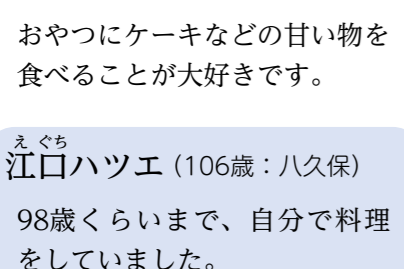 おやつにケーキなどの甘い物を
食べることが大好きです。
え ぐち
江口ハツエ（106歳：八久保）
98歳くらいまで、自分で料理
をしていました。